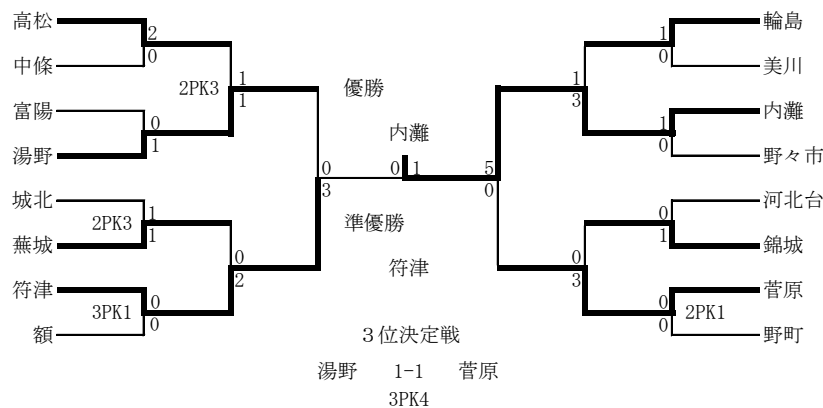 高松 2 1 輪島
中條 0 0 美川
2PK3 1 1 優勝 1 3
富陽 0 内灘 1 内灘
湯野 1 0 野々市
0 3 0 1 5 0
城北 1 準優勝 0 河北台
2PK3
蕪城 1 1 錦城
0 2 符津 0 3
符津 0 0 菅原
3PK1 2PK1
額 0 0 野町
3位決定戦
湯野 1-1 菅原
3PK4